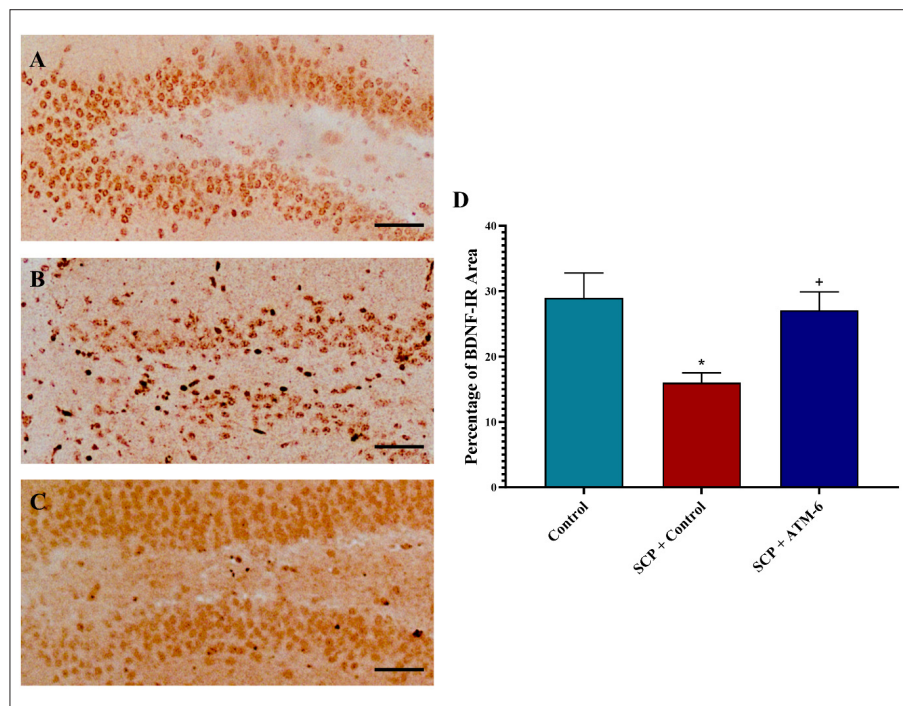 A
B
C
D
Percentage of BDNF-IR Area
40
30
20
10
0
*
+
Control
SCP + Control
SCP + ATM-6